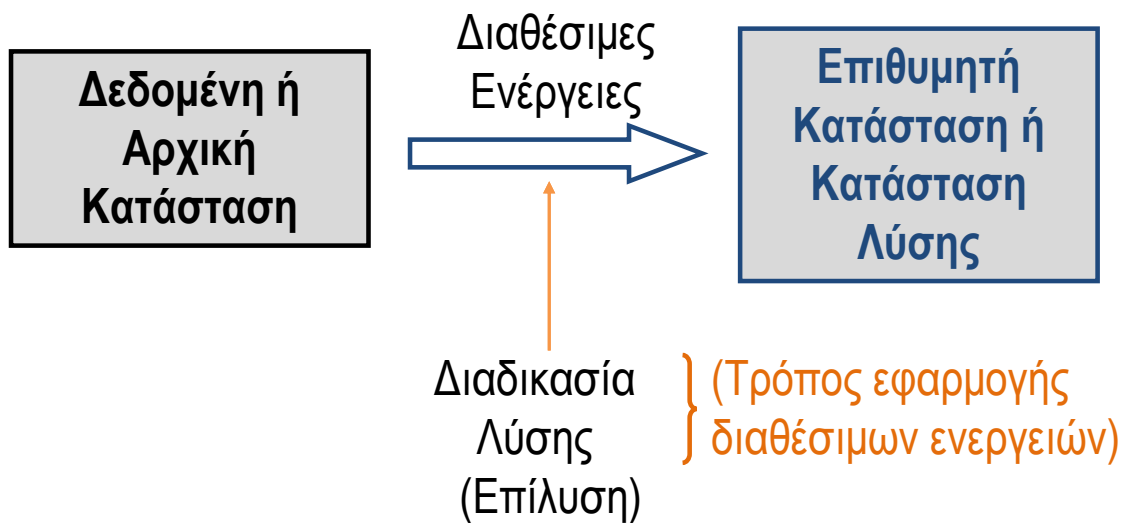 Διαθέσιμες
Ενέργειες
Δεδομένη ή
Αρχική
Κατάσταση
Επιθυμητή
Κατάσταση ή
Κατάσταση
Λύσης
Διαδικασία
Λύσης
(Επίλυση)
(Τρόπος εφαρμογής
διαθέσιμων ενεργειών)